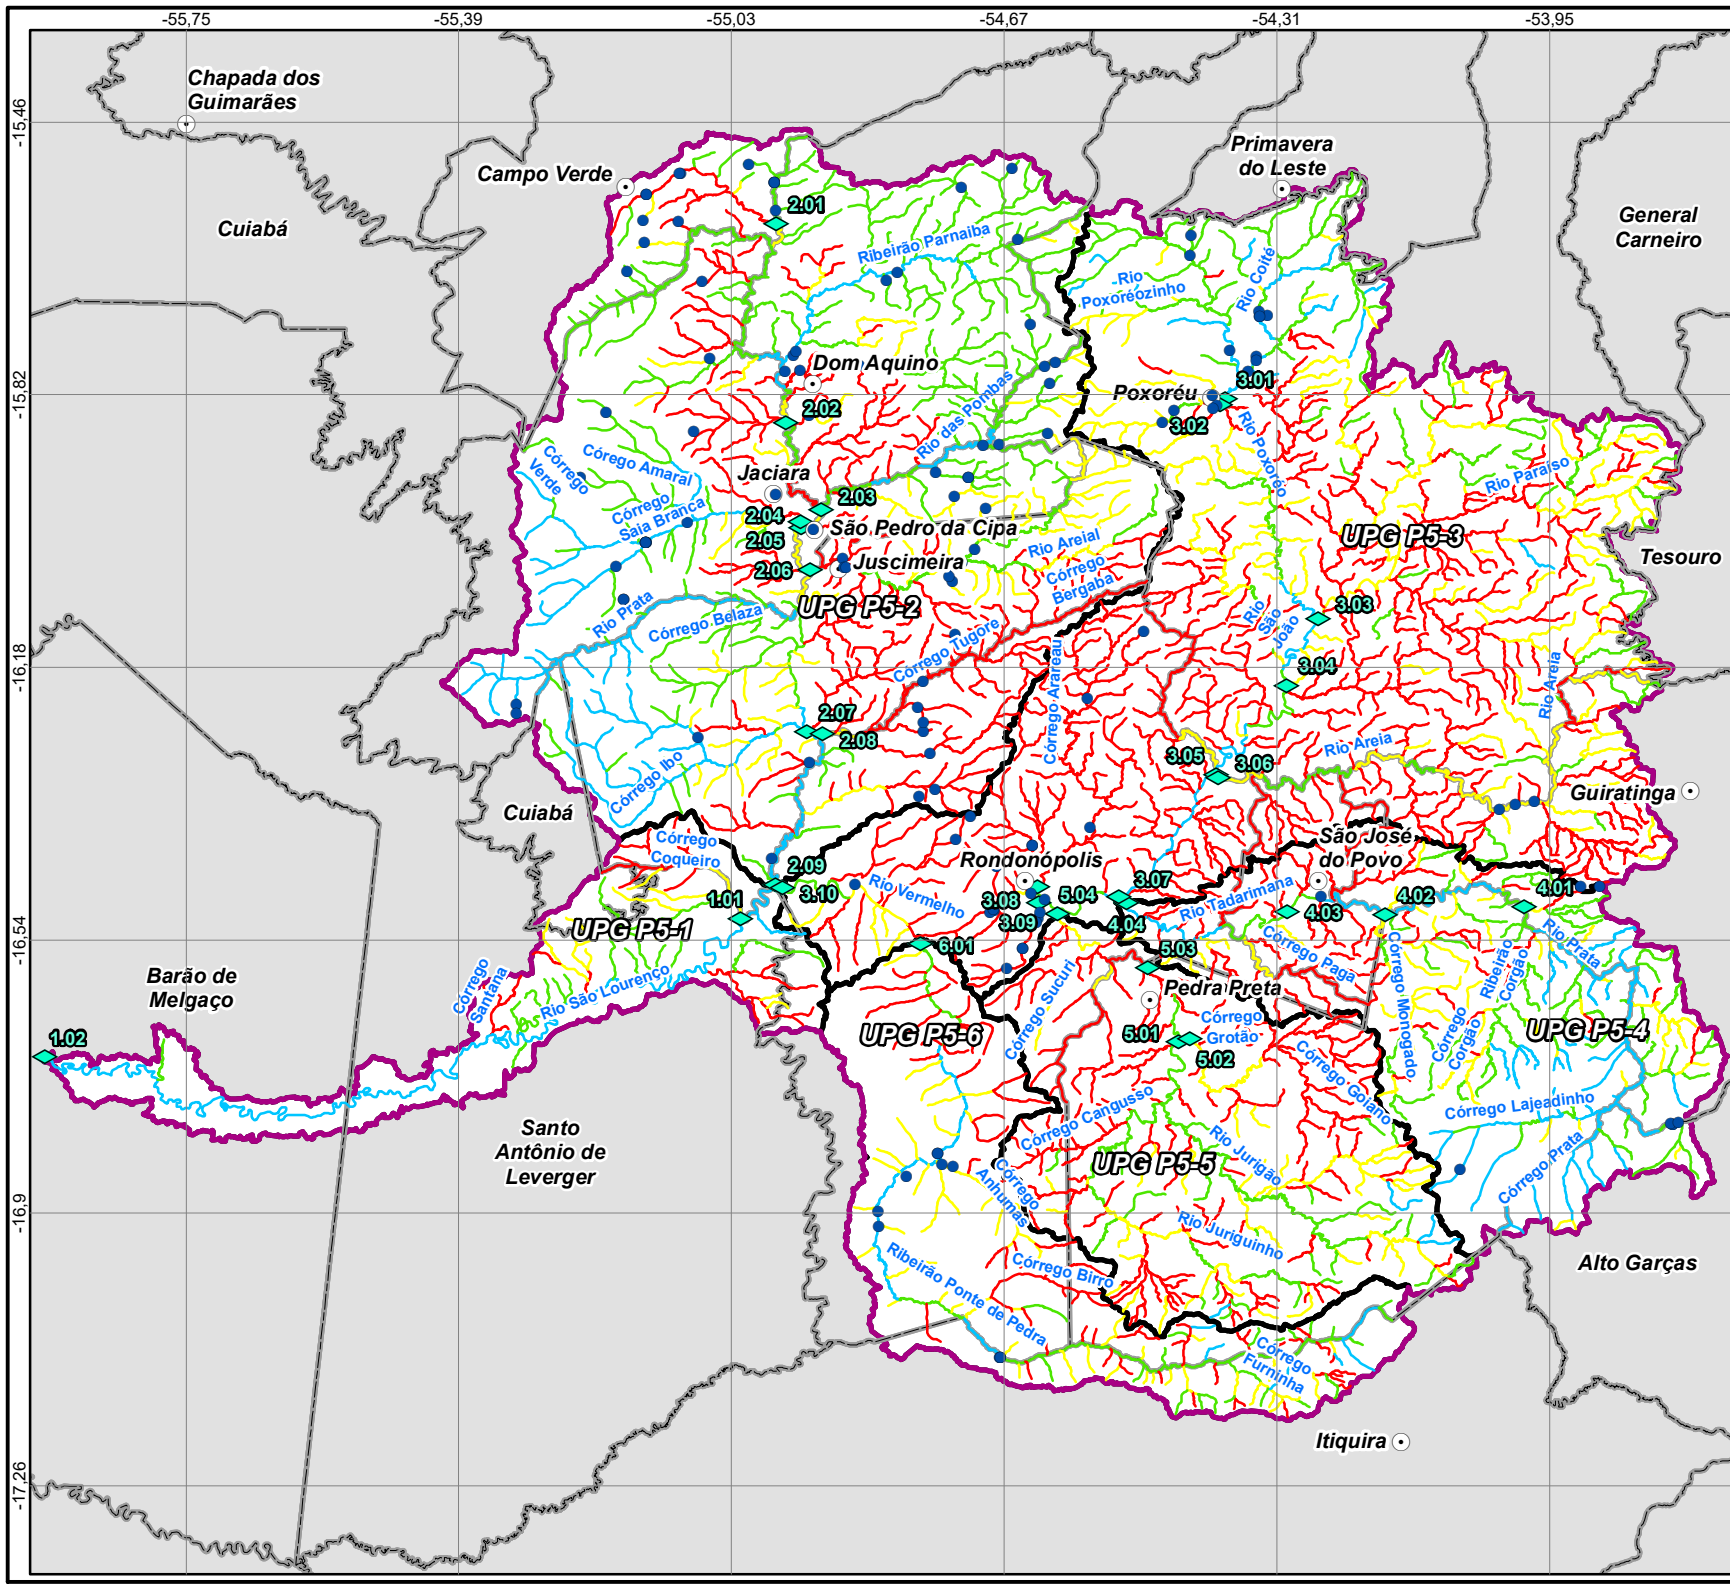 -55,75
-55,39
-55,03
-54,67
-54,31
-53,95
-15,46
-15,82
-16,18
-16,54
-16,9
-17,26
Chapada dos
Guimarães
Campo Verde
Primavera
do Leste
General
Carneiro
Cuiabá
2.01
Ribeirão Parnaiba
Rio
Poxoréozinho
Rio Coité
Dom Aquino
2.02
Poxoréu
3.01
3.02
Rio Poxoréo
Rio das Pombas
Córrego
Verde
Córego Amaral
Córrego
Saia Branca
Jaciara
2.03
2.04
2.05
São Pedro da Cipa
2.06
Juscimeira
Rio Areial
Córrego
Bergaba
Rio Paraíso
UPG P5-3
Tesouro
UPG P5-2
Rio Prata
Córrego Belaza
Córrego Tugore
Rio
São
João
3.03
3.04
Córrego Arareau
Rio Areia
2.07
2.08
Córrego Ibo
3.05
3.06
Rio Areia
Guiratinga
Cuiabá
Córrego
Coqueiro
2.09
3.10
1.01
Rondonópolis
São José
do Povo
Rio Vermelho
3.08
3.09
5.04
3.07
4.04
Rio Tadarimana
4.03
4.02
4.01
UPG P5-1
6.01
5.03
Córrego Paga
Córrego Monogado
Ribeirão
Corgão
Córrego
Corgão
Rio Prata
Barão de
Melgaço
Córrego
Santana
Rio São Lourenço
Córrego Sucuri
Pedra Preta
UPG P5-6
5.01
Córrego
Grotão
5.02
UPG P5-4
1.02
Córrego Goiano
Córrego Lajeadinho
Córrego Cangusso
Santo
Antônio de
Leverger
UPG P5-5
Rio Jurigão
Córrego Prata
Córrego
Anhumas
Rio Juriguinho
Ribeirão Ponte de Pedra
Córrego Birro
Alto Garças
Córrego
Furninha
Itiquira